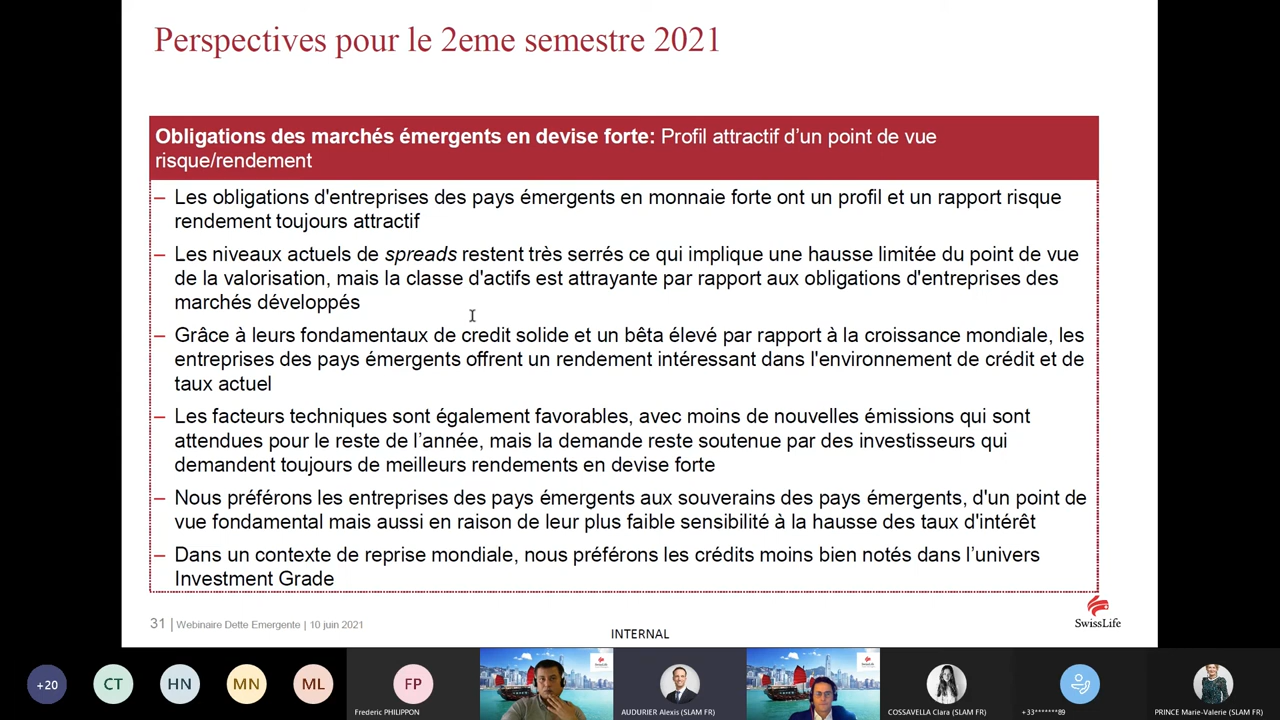 Perspectives pour le 2eme semestre 2021
Obligations des marchés émergents en devise forte: Profil attractif d’un point de vue
risque/rendement
– Les obligations d'entreprises des pays émergents en monnaie forte ont un profil et un rapport risque
rendement toujours attractif
– Les niveaux actuels de spreads restent très serrés ce qui implique une hausse limitée du point de vue
de la valorisation, mais la classe d'actifs est attrayante par rapport aux obligations d'entreprises des
marchés développés
– Grâce à leurs fondamentaux de credit solide et un bêta élevé par rapport à la croissance mondiale, les
entreprises des pays émergents offrent un rendement intéressant dans l'environnement de crédit et de
taux actuel
– Les facteurs techniques sont également favorables, avec moins de nouvelles émissions qui sont
attendues pour le reste de l’année, mais la demande reste soutenue par des investisseurs qui
demandent toujours de meilleurs rendements en devise forte
– Nous préférons les entreprises des pays émergents aux souverains des pays émergents, d'un point de
vue fondamental mais aussi en raison de leur plus faible sensibilité à la hausse des taux d'intérêt
– Dans un contexte de reprise mondiale, nous préférons les crédits moins bien notés dans l’univers
Investment Grade
31 | Webinaire Dette Emergente | 10 juin 2021
SwissLife
INTERNAL
+20
CT
HN
MN
ML
FP
Frederic PHILIPPON
AUDURIER Alexis (SLAM FR)
COSSAVELLA Clara (SLAM FR)
+33*******89
PRINCE Marie-Valerie (SLAM FR)